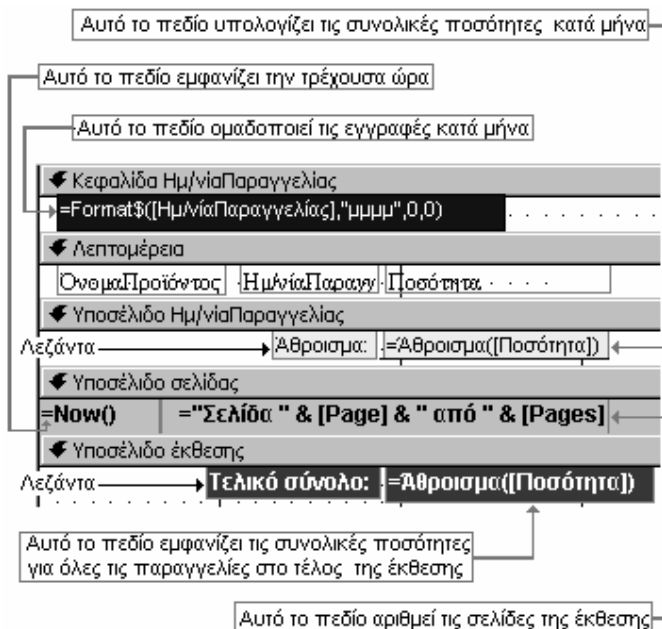 Αυτό το πεδίο υπολογίζει τις συνολικές ποσότητες κατά μήνα
Αυτό το πεδίο εμφανίζει την τρέχουσα ώρα
Αυτό το πεδίο ομαδοποιεί τις εγγραφές κατά μήνα
Κεφαλίδα Ημ/νίαΠαραγγελίας
=Format$([Ημ/νίαΠαραγγελίας],"μμμμ",0,0)
Λεπτομέρεια
ΌνομαΠροϊόντος Ημ/νίαΠαραγγ Ποσότητα
Υποσέλιδο Ημ/νίαΠαραγγελίας
Λεζάντα Άθροισμα: =Άθροισμα([Ποσότητα])
Υποσέλιδο σελίδας
=Now() ="Σελίδα " & [Page] & " από " & [Pages]
Υποσέλιδο έκθεσης
Λεζάντα Τελικό σύνολο: =Άθροισμα([Ποσότητα])
Αυτό το πεδίο εμφανίζει τις συνολικές ποσότητες
για όλες τις παραγγελίες στο τέλος της έκθεσης
Αυτό το πεδίο αριθμεί τις σελίδες της έκθεσης